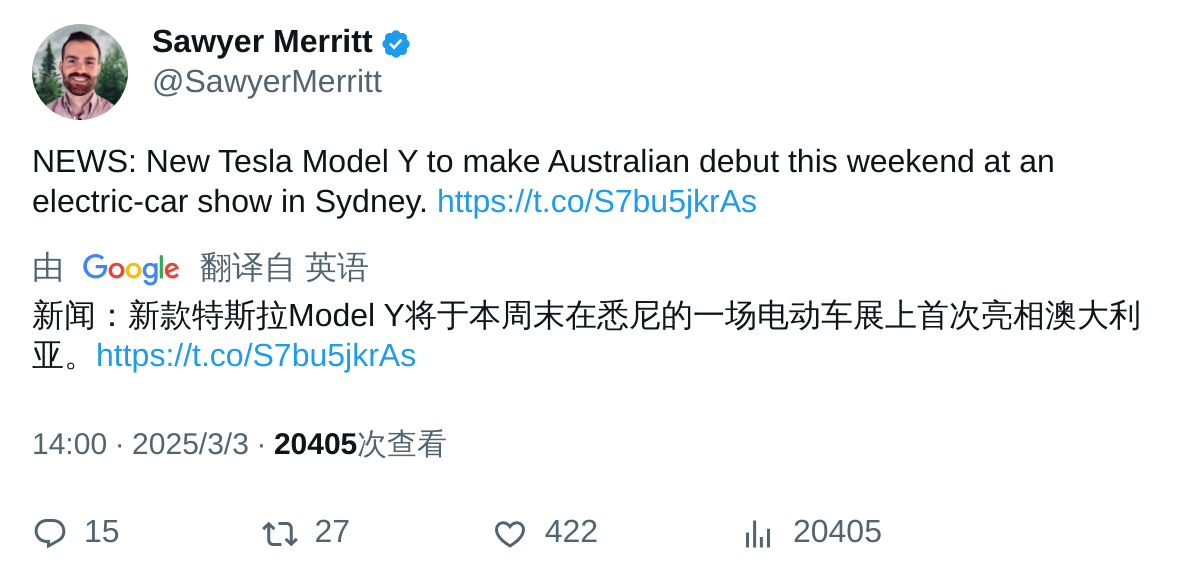 Sawyer Merritt
@SawyerMerritt
NEWS: New Tesla Model Y to make Australian debut this weekend at an
electric-car show in Sydney. https://t.co/S7bu5jkrAs
由 Google 翻译自 英语
新闻：新款特斯拉Model Y将于本周末在悉尼的一场电动车展上首次亮相澳大利
亚。https://t.co/S7bu5jkrAs
14:00 · 2025/3/3 · 20405次查看
15 27 422 20405